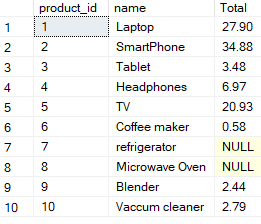 product_id name Total
1 1 Laptop 27.90
2 2 SmartPhone 34.88
3 3 Tablet 3.48
4 4 Headphones 6.97
5 5 TV 20.93
6 6 Coffee maker 0.58
7 7 refrigerator NULL
8 8 Microwave Oven NULL
9 9 Blender 2.44
10 10 Vaccum cleaner 2.79